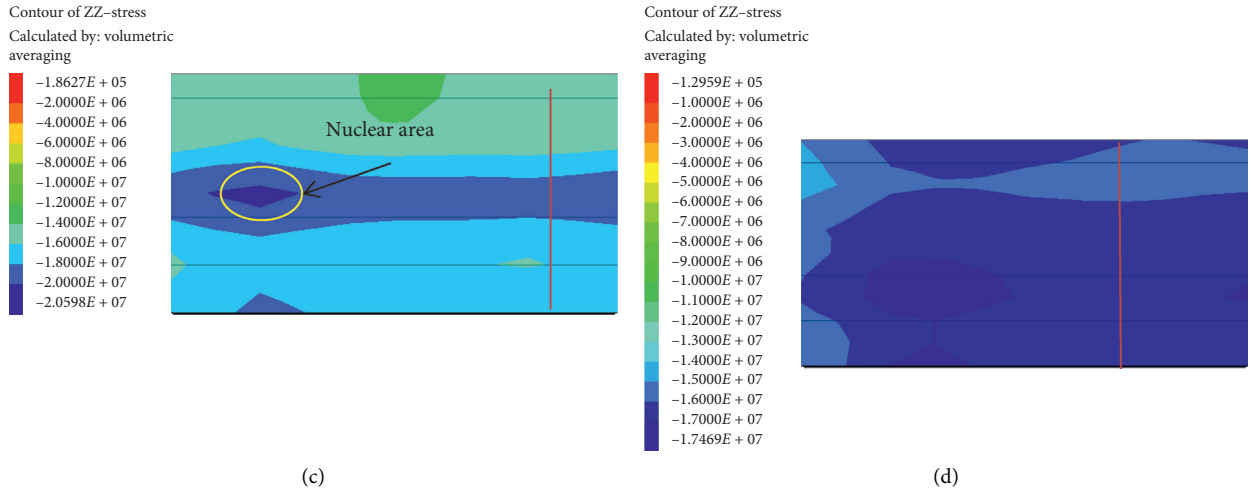 Contour of ZZ–stress
Calculated by: volumetric
averaging
–1.8627E + 05
–2.0000E + 06
–4.0000E + 06
–6.0000E + 06
–8.0000E + 06
–1.0000E + 07
–1.2000E + 07
–1.4000E + 07
–1.6000E + 07
–1.8000E + 07
–2.0000E + 07
–2.0598E + 07
Nuclear area
(c)
Contour of ZZ–stress
Calculated by: volumetric
averaging
–1.2959E + 05
–1.0000E + 06
–2.0000E + 06
–3.0000E + 06
–4.0000E + 06
–5.0000E + 06
–6.0000E + 06
–7.0000E + 06
–8.0000E + 06
–9.0000E + 06
–1.0000E + 07
–1.1000E + 07
–1.2000E + 07
–1.3000E + 07
–1.4000E + 07
–1.5000E + 07
–1.6000E + 07
–1.7000E + 07
–1.7469E + 07
(d)